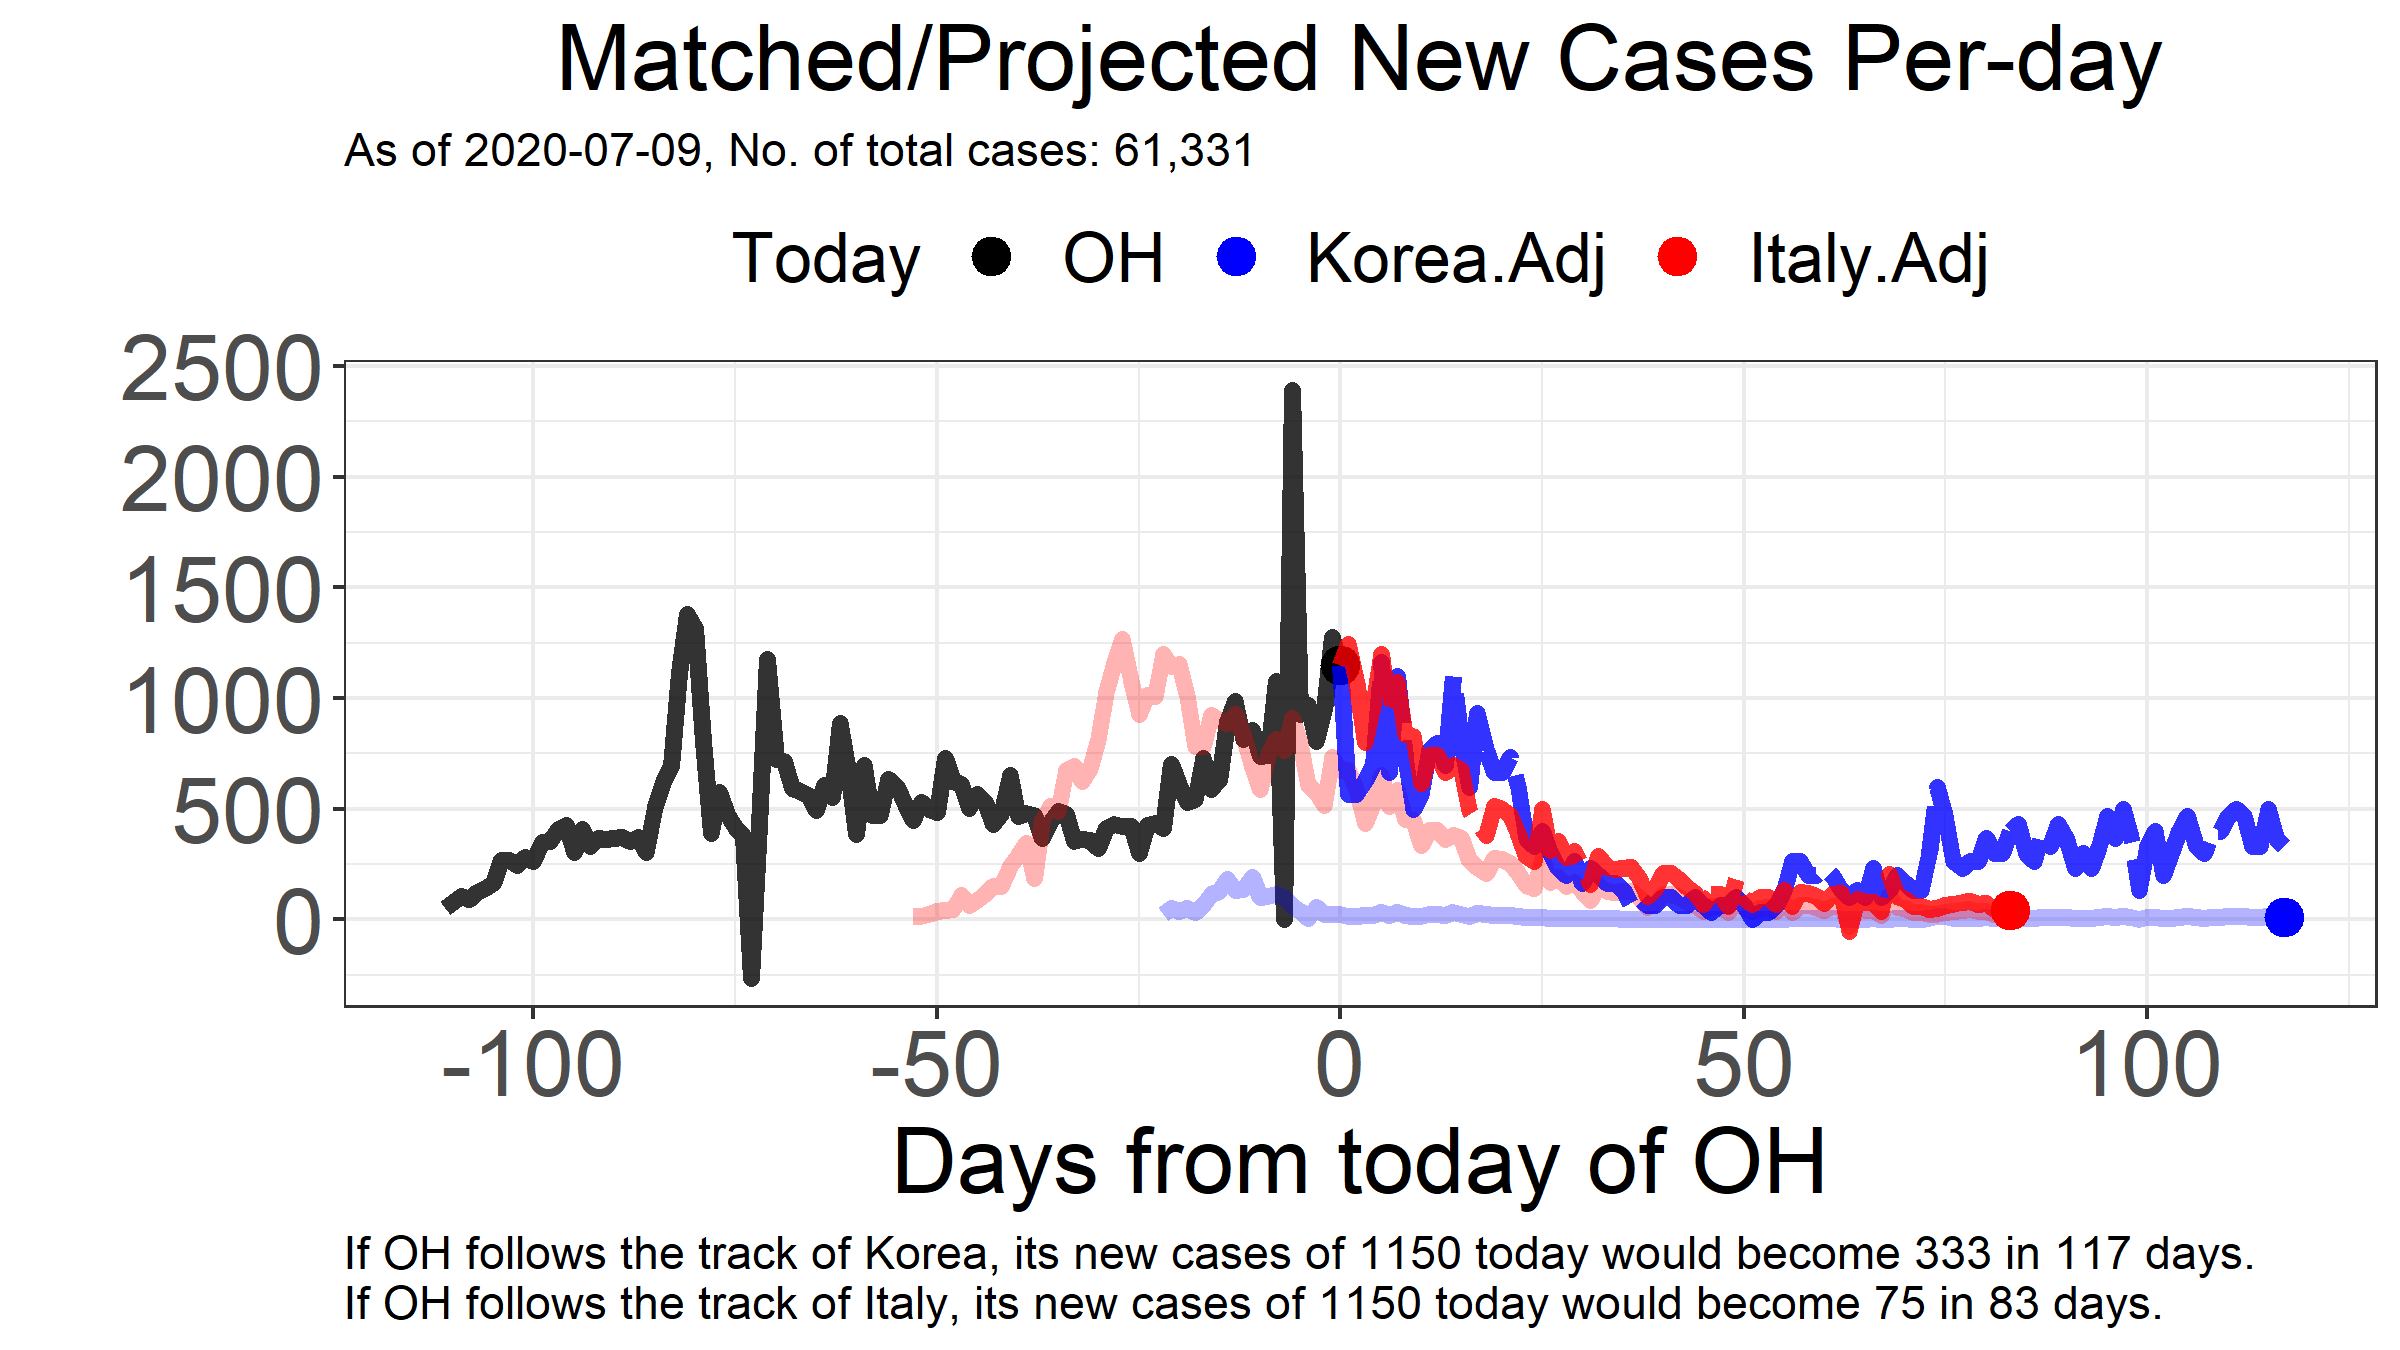 Matched/Projected New Cases Per-day
As of 2020-07-09, No. of total cases: 61,331
Today OH Korea.Adj Italy.Adj
2500
2000
1500
1000
500
0
-100 -50 0 50 100
Days from today of OH
If OH follows the track of Korea, its new cases of 1150 today would become 333 in 117 days.
If OH follows the track of Italy, its new cases of 1150 today would become 75 in 83 days.